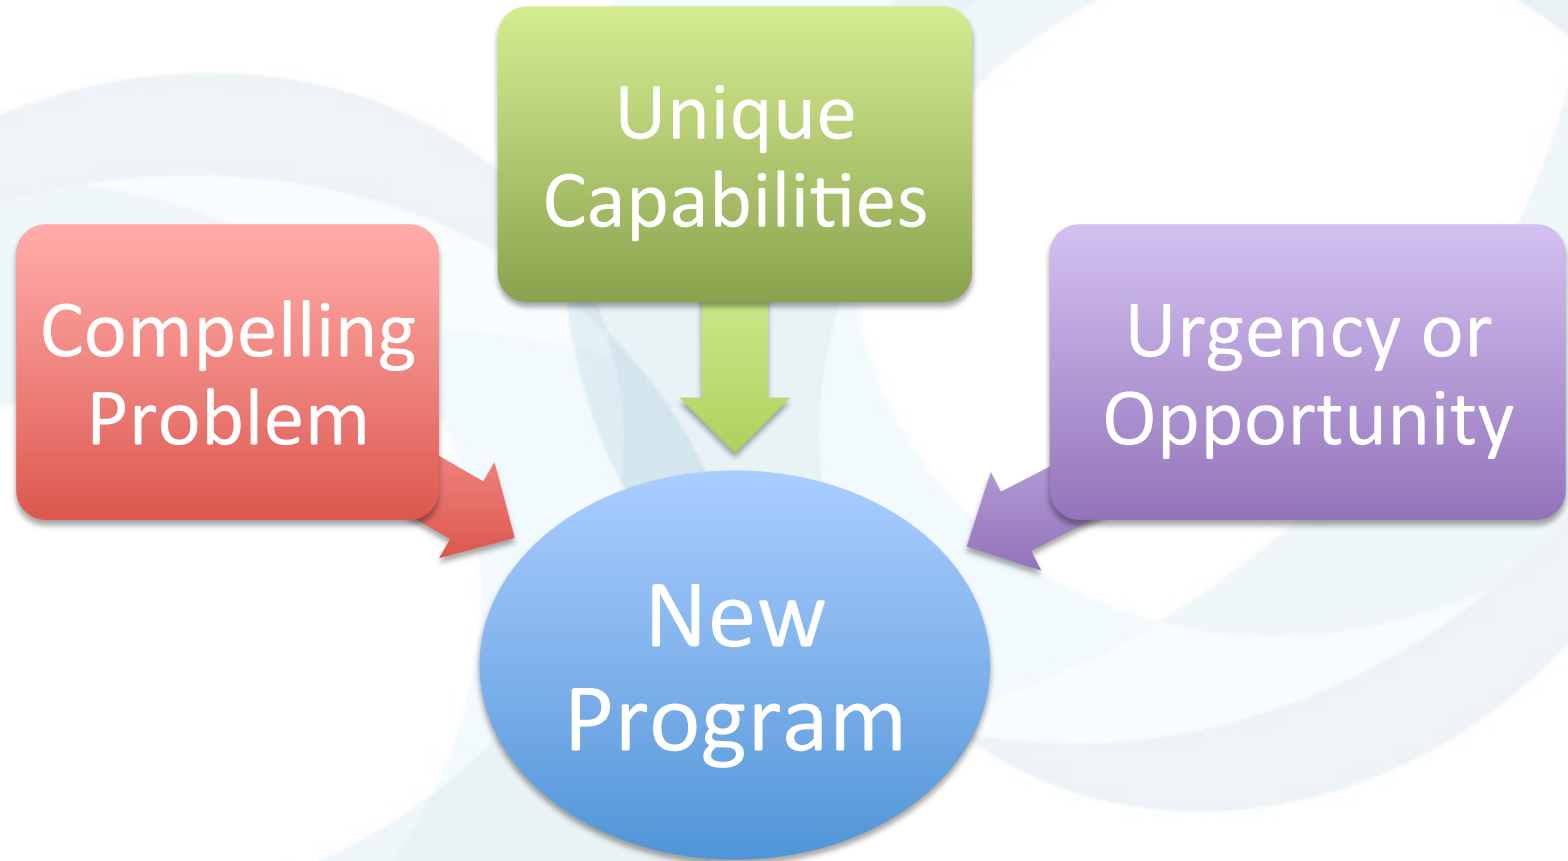 Unique
Capabilities
Compelling
Problem
Urgency or
Opportunity
New
Program